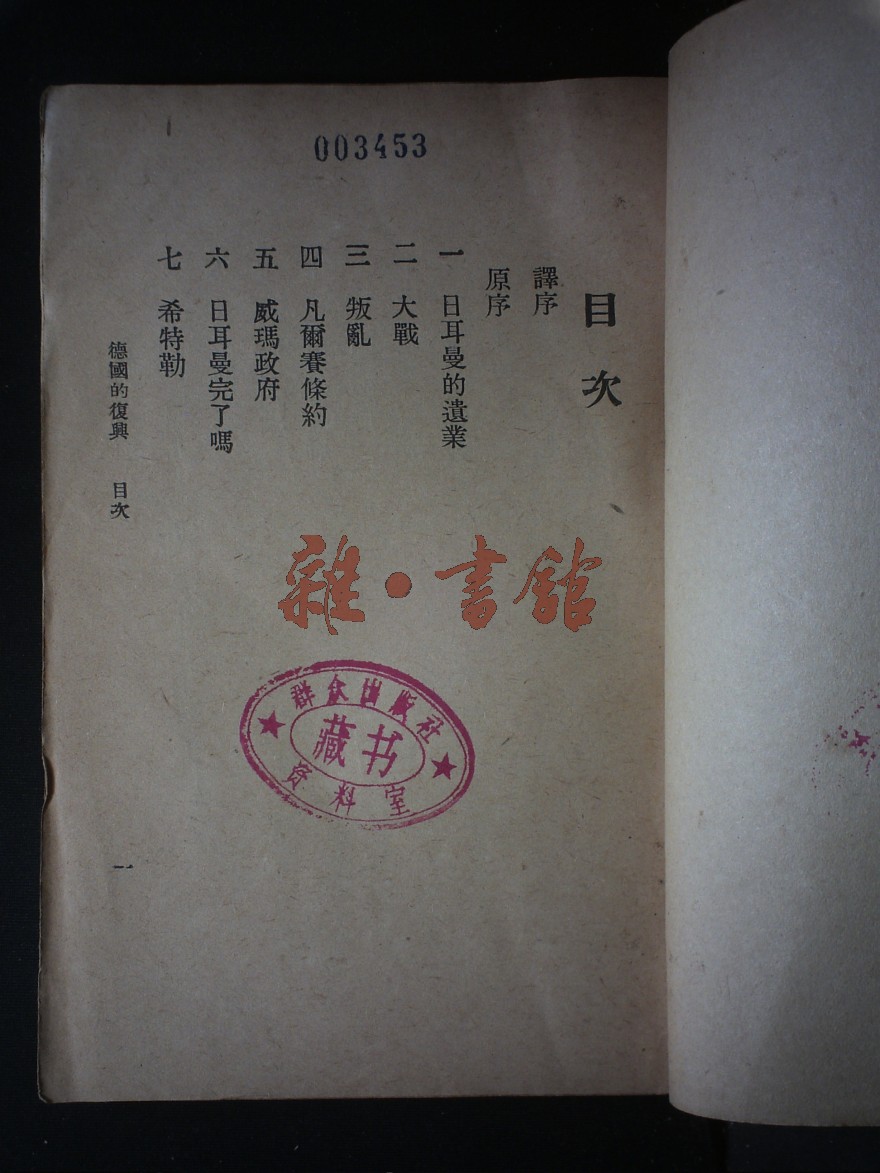 003453
目次
譯序
原序
一 日耳曼的遺業
二 大戰
三 叛亂
四 凡爾賽條約
五 威瑪政府
六 日耳曼完了嗎
七 希特勒
德國的復興 目次
一
雜·書館
群众出版社
藏书
资料室